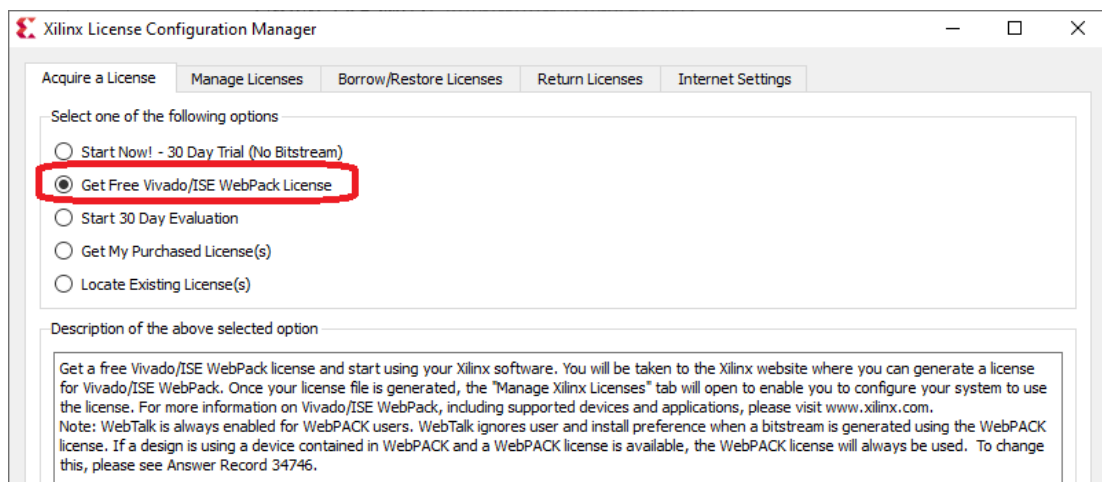 Xilinx License Configuration Manager
Acquire a License Manage Licenses Borrow/Restore Licenses Return Licenses Internet Settings
Select one of the following options
Start Now! - 30 Day Trial (No Bitstream)
Get Free Vivado/ISE WebPack License
Start 30 Day Evaluation
Get My Purchased License(s)
Locate Existing License(s)
Description of the above selected option
Get a free Vivado/ISE WebPack license and start using your Xilinx software. You will be taken to the Xilinx website where you can generate a license
for Vivado/ISE WebPack. Once your license file is generated, the "Manage Xilinx Licenses" tab will open to enable you to configure your system to use
the license. For more information on Vivado/ISE WebPack, including supported devices and applications, please visit www.xilinx.com.
Note: WebTalk is always enabled for WebPACK users. WebTalk ignores user and install preference when a bitstream is generated using the WebPACK
license. If a design is using a device contained in WebPACK and a WebPACK license is available, the WebPACK license will always be used. To change
this, please see Answer Record 34746.